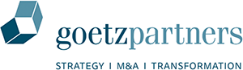 goetzpartners
STRATEGY I M&A I TRANSFORMATION